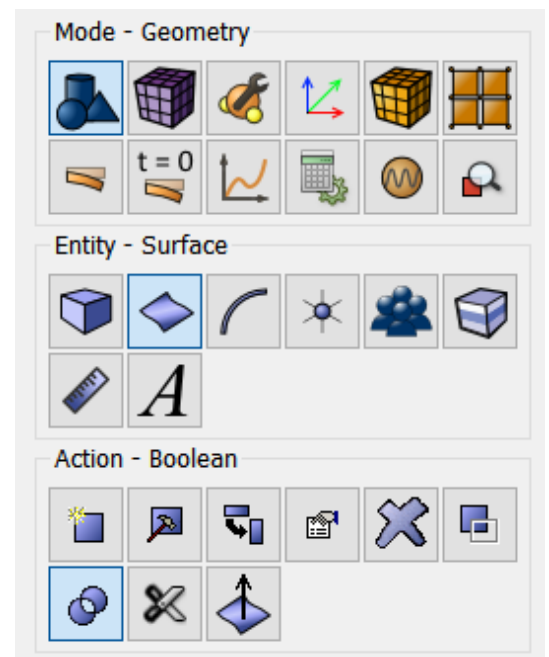 Mode - Geometry
t = 0
Entity - Surface
A
Action - Boolean